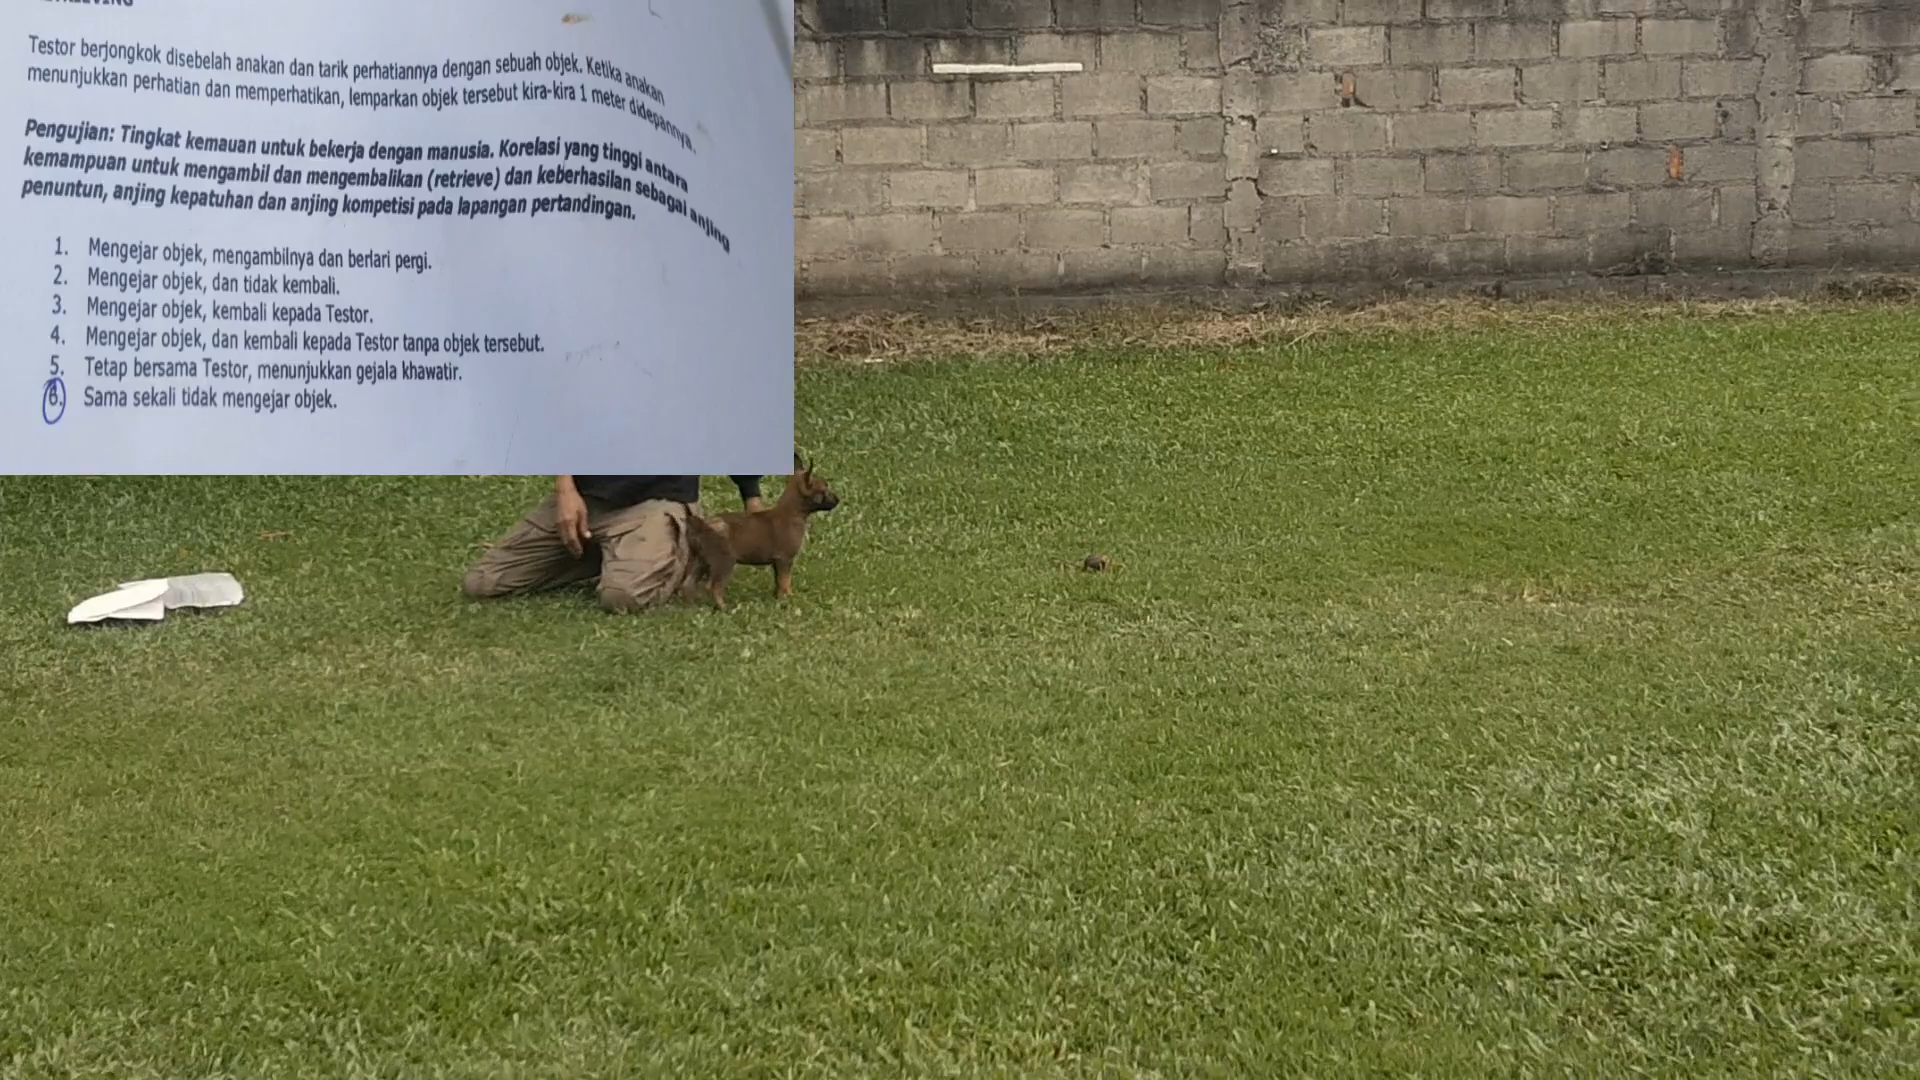 Testor berjongkok disebelah anakan dan tarik perhatiannya dengan sebuah objek. Ketika anakan
menunjukkan perhatian dan memperhatikan, lemparkan objek tersebut kira-kira 1 meter didepannya.
Pengujian: Tingkat kemauan untuk bekerja dengan manusia. Korelasi yang tinggi antara
kemampuan untuk mengambil dan mengembalikan (retrieve) dan keberhasilan sebagai anjing
penuntun, anjing kepatuhan dan anjing kompetisi pada lapangan pertandingan.
1. Mengejar objek, mengambilnya dan berlari pergi.
2. Mengejar objek, dan tidak kembali.
3. Mengejar objek, kembali kepada Testor.
4. Mengejar objek, dan kembali kepada Testor tanpa objek tersebut.
5. Tetap bersama Testor, menunjukkan gejala khawatir.
6. Sama sekali tidak mengejar objek.